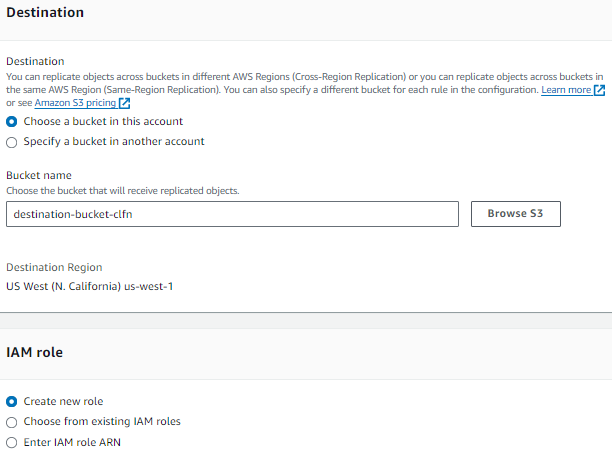 Destination
Destination
You can replicate objects across buckets in different AWS Regions (Cross-Region Replication) or you can replicate objects across buckets in
the same AWS Region (Same-Region Replication). You can also specify a different bucket for each rule in the configuration. Learn more
or see Amazon S3 pricing
Choose a bucket in this account
Specify a bucket in another account
Bucket name
Choose the bucket that will receive replicated objects.
destination-bucket-clfn
Browse S3
Destination Region
US West (N. California) us-west-1
IAM role
Create new role
Choose from existing IAM roles
Enter IAM role ARN